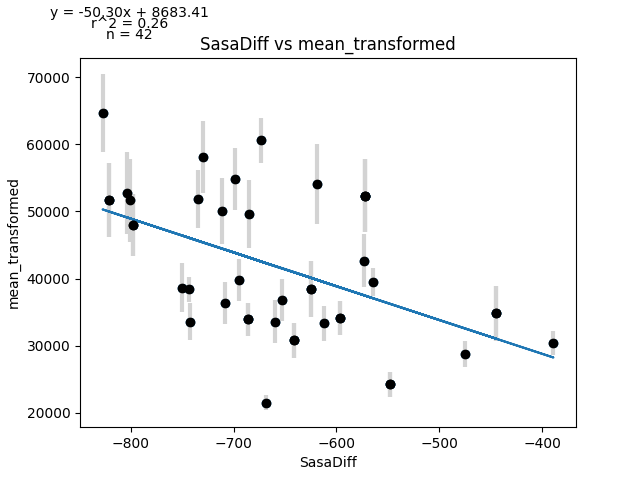 y = -50.30x + 8683.41
r^2 = 0.26
n = 42
SasaDiff vs mean_transformed
70000
60000
50000
40000
30000
20000
mean_transformed
−800
−700
−600
−500
−400
SasaDiff